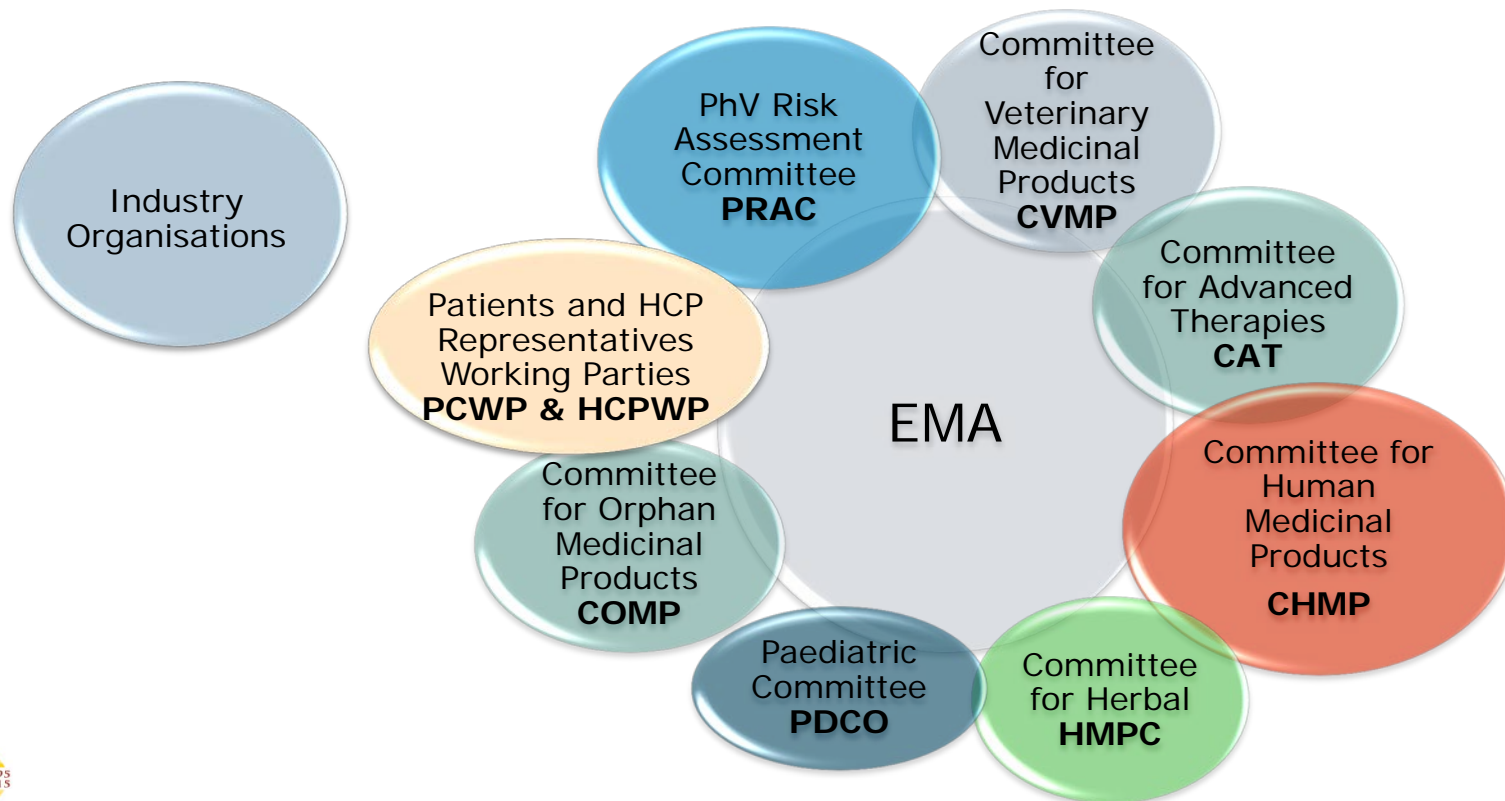 Industry
Organisations
PhV Risk
Assessment
Committee
PRAC
Committee
for
Veterinary
Medicinal
Products
CVMP
Committee
for Advanced
Therapies
CAT
Patients and HCP
Representatives
Working Parties
PCWP & HCPWP
EMA
Committee for
Human
Medicinal
Products
CHMP
Committee
for Orphan
Medicinal
Products
COMP
Paediatric
Committee
PDCO
Committee
for Herbal
HMPC